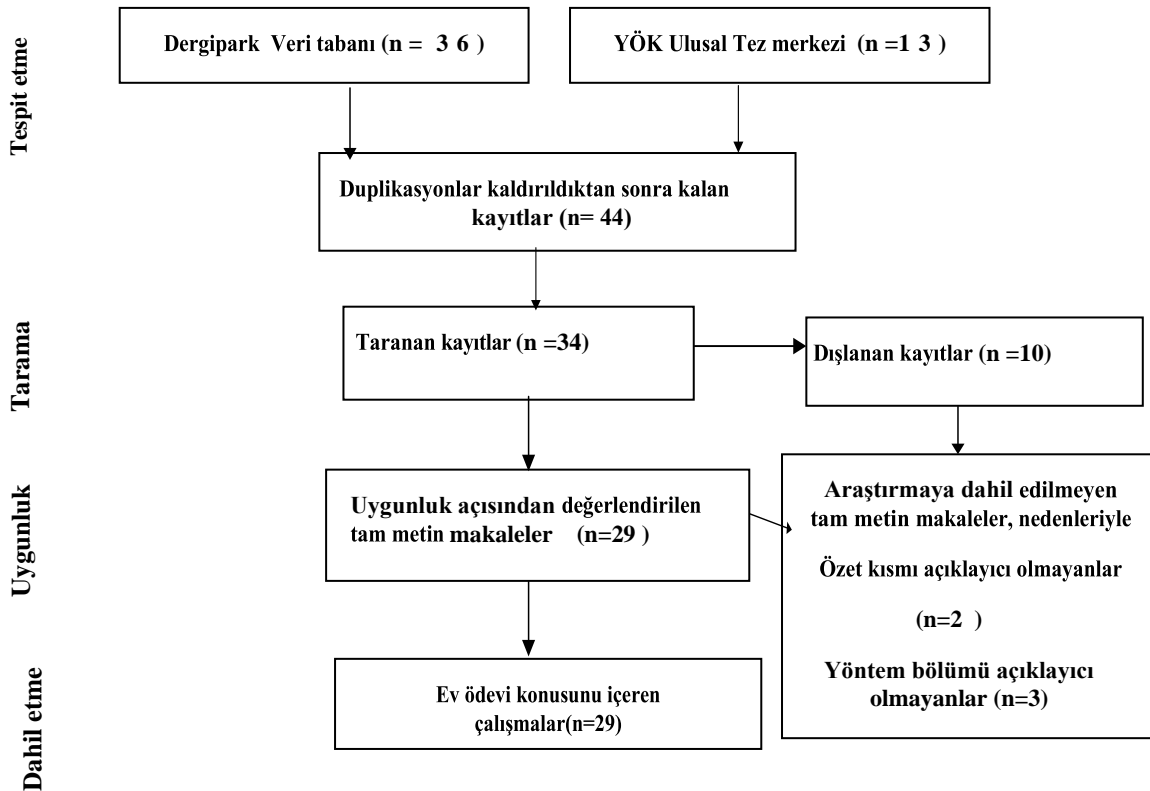 Tespit etme
Dergipark Veri tabanı (n = 3 6 )
YÖK Ulusal Tez merkezi (n =1 3 )
Duplikasyonlar kaldırıldıktan sonra kalan
kayıtlar (n= 44)
Tarama
Taranan kayıtlar (n =34)
Dışlanan kayıtlar (n =10)
Uygunluk
Uygunluk açısından değerlendirilen
tam metin makaleler (n=29 )
Araştırmaya dahil edilmeyen
tam metin makaleler, nedenleriyle
Özet kısmı açıklayıcı olmayanlar
(n=2 )
Yöntem bölümü açıklayıcı
olmayanlar (n=3)
Dahil etme
Ev ödevi konusunu içeren
çalışmalar(n=29)